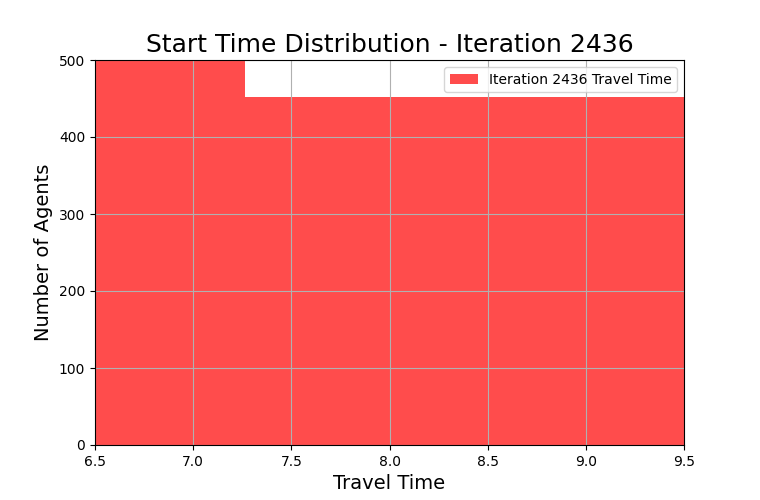 Start Time Distribution - Iteration 2436
Iteration 2436 Travel Time
Number of Agents
500
400
300
200
100
0
6.5 7.0 7.5 8.0 8.5 9.0 9.5
Travel Time